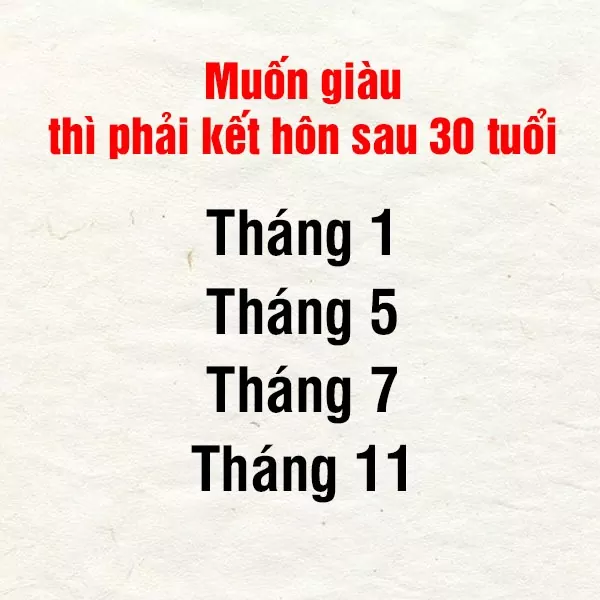 Muốn giàu
thì phải kết hôn sau 30 tuổi
Tháng 1
Tháng 5
Tháng 7
Tháng 11